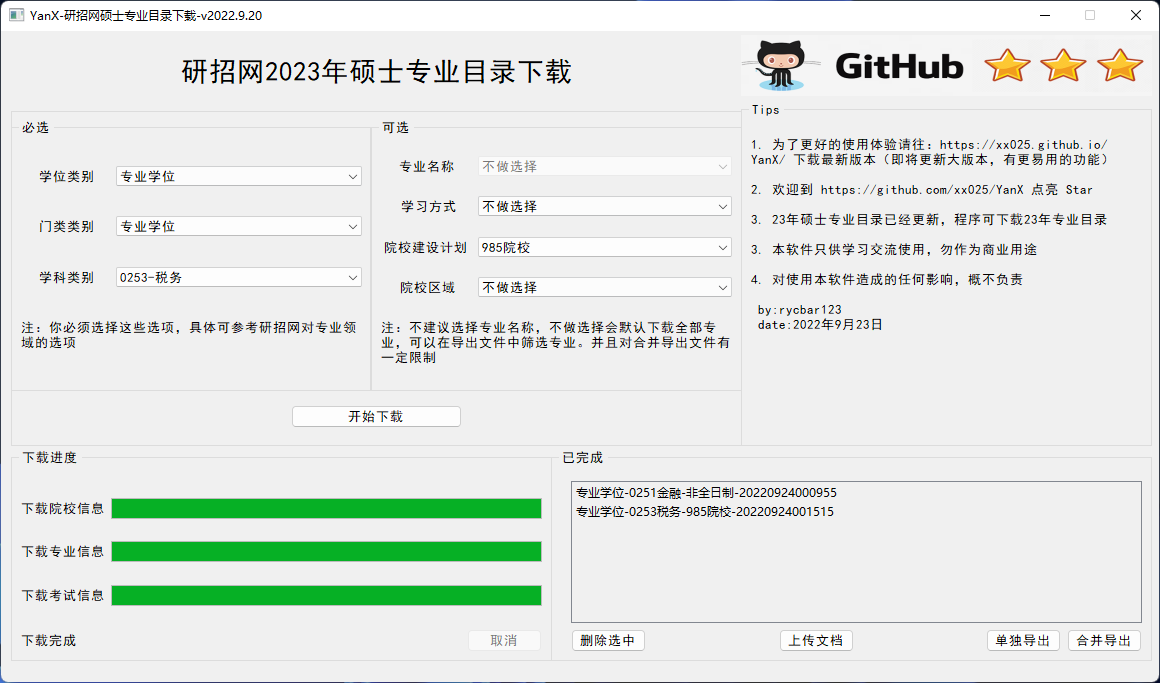 YanX-研招网硕士专业目录下载-v2022.9.20
研招网2023年硕士专业目录下载
GitHub
必选
学位类别
专业学位
门类类别
专业学位
学科类别
0253-税务
注：你必须选择这些选项，具体可参考研招网对专业领
域的选项
可选
专业名称
不做选择
学习方式
不做选择
院校建设计划
985院校
院校区域
不做选择
注：不建议选择专业名称，不做选择会默认下载全部专
业，可以在导出文件中筛选专业。并且对合并导出文件有
一定限制
开始下载
Tips
1. 为了更好的使用体验请往：https://xx025.github.io/
YanX/ 下载最新版本（即将更新大版本，有更易用的功能）
2. 欢迎到 https://github.com/xx025/YanX 点亮 Star
3. 23年硕士专业目录已经更新，程序可下载23年专业目录
3. 本软件只供学习交流使用，勿作为商业用途
4. 对使用本软件造成的任何影响，概不负责
by:rycbar123
date:2022年9月23日
下载进度
下载院校信息
下载专业信息
下载考试信息
下载完成
取消
已完成
专业学位-0251金融-非全日制-20220924000955
专业学位-0253税务-985院校-20220924001515
删除选中
上传文档
单独导出
合并导出